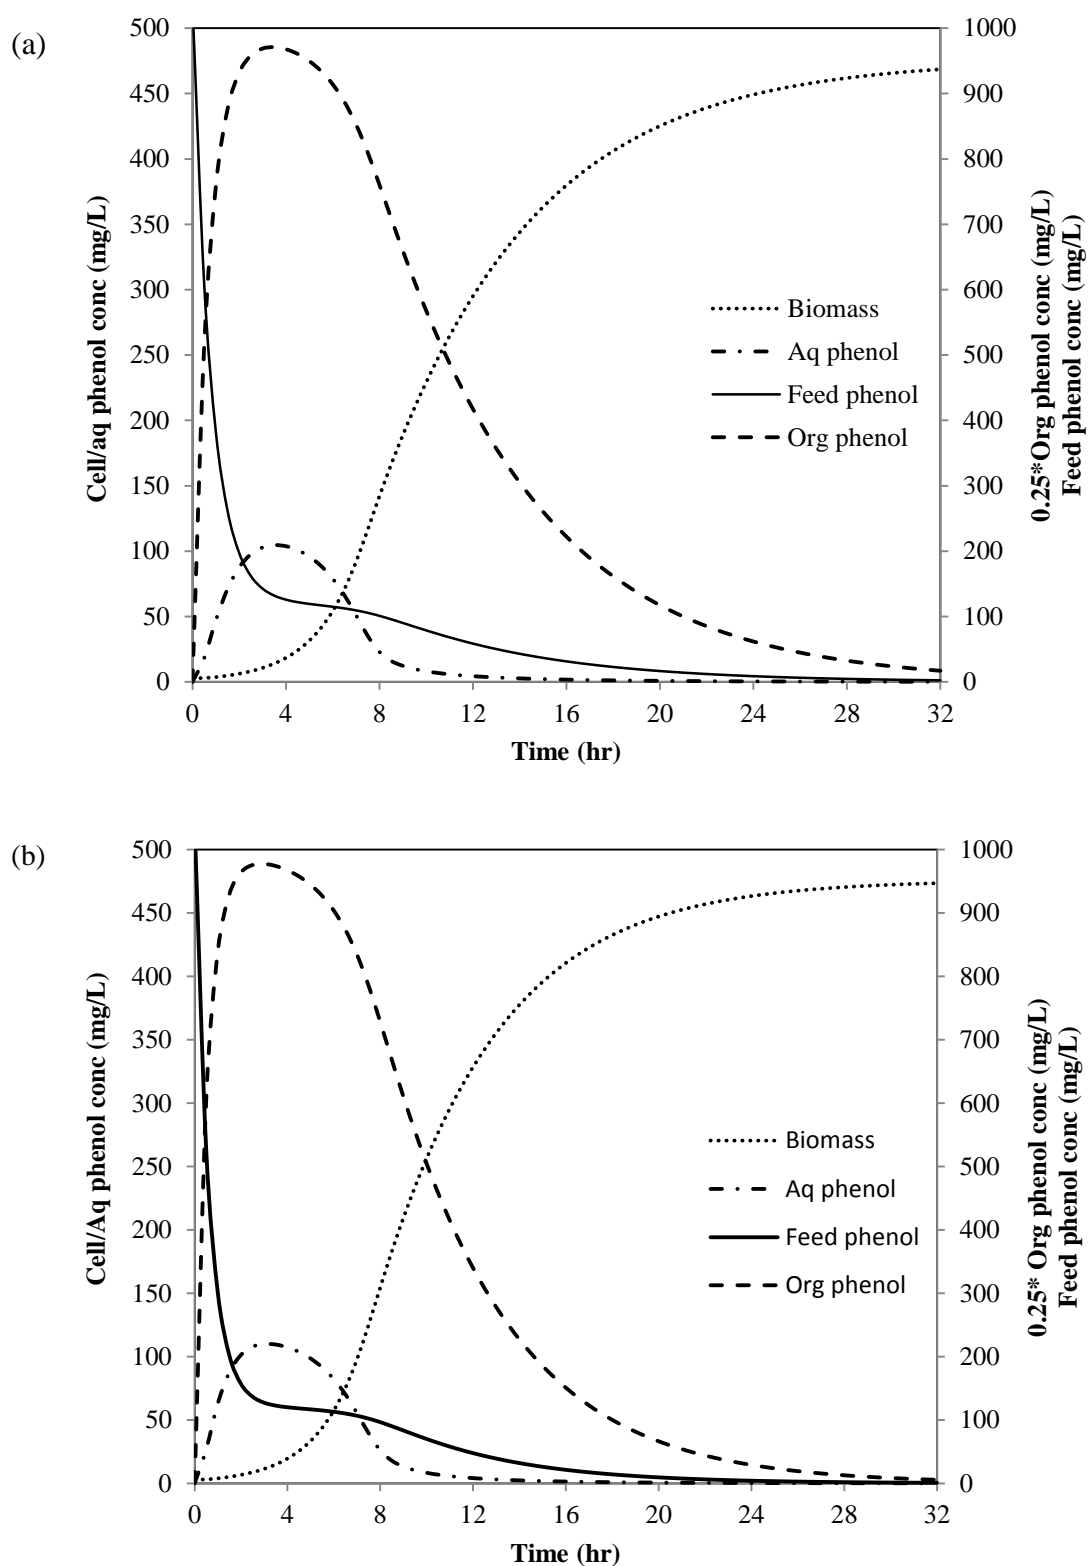 (a)
500
450
400
350
300
250
200
150
100
50
0
Cell/aq phenol conc (mg/L)
1000
900
800
700
600
500
400
300
200
100
0
0.25*Org phenol conc (mg/L)
Feed phenol conc (mg/L)
Biomass
Aq phenol
Feed phenol
Org phenol
0 4 8 12 16 20 24 28 32
Time (hr)
(b)
500
450
400
350
300
250
200
150
100
50
0
Cell/Aq phenol conc (mg/L)
1000
900
800
700
600
500
400
300
200
100
0
0.25* Org phenol conc (mg/L)
Feed phenol conc (mg/L)
Biomass
Aq phenol
Feed phenol
Org phenol
0 4 8 12 16 20 24 28 32
Time (hr)